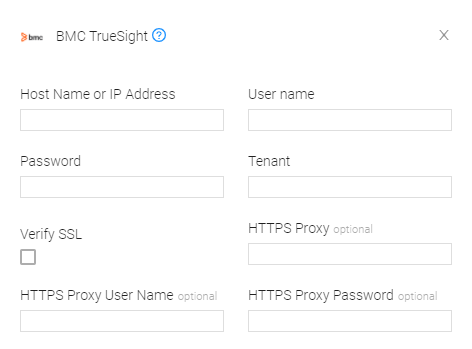 bmc BMC TrueSight ?
Host Name or IP Address User name
Password Tenant
Verify SSL HTTPS Proxy optional
HTTPS Proxy User Name optional HTTPS Proxy Password optional